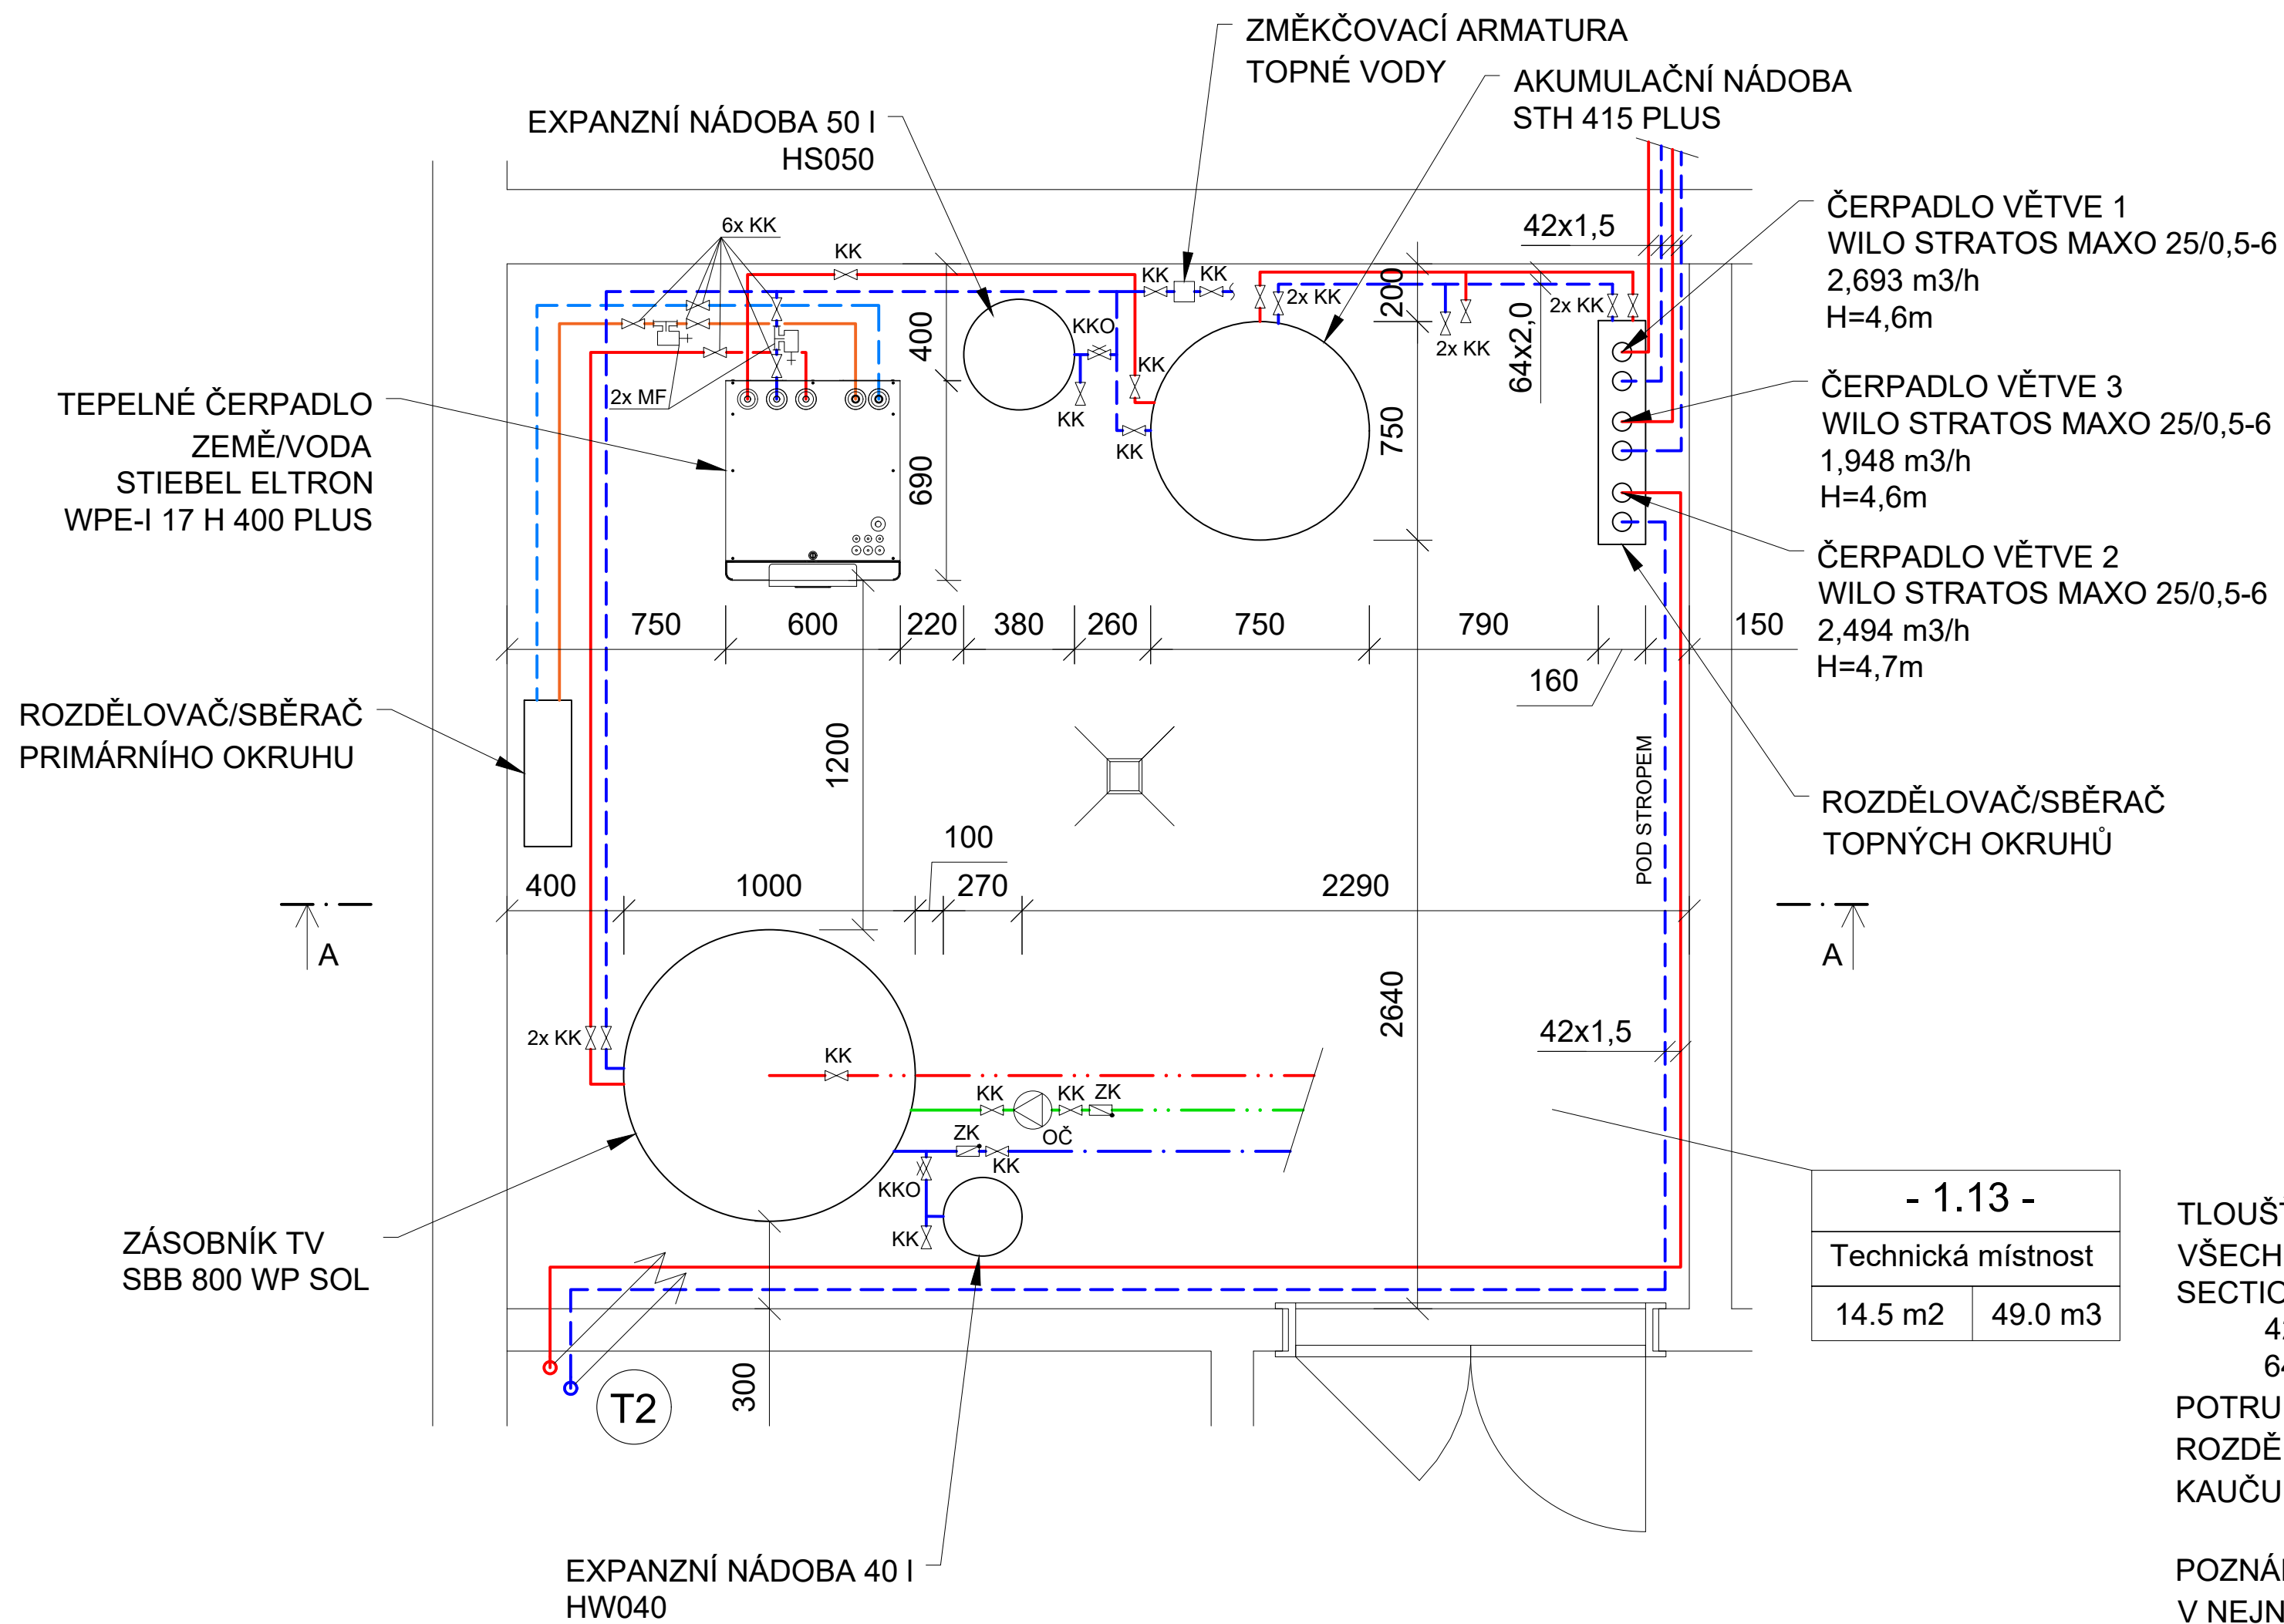 ZMĚKČOVACÍ ARMATURA
TOPNÉ VODY
AKUMULAČNÍ NÁDOBA
STH 415 PLUS
EXPANZNÍ NÁDOBA 50 l
HS050
ČERPADLO VĚTVE 1
WILO STRATOS MAXO 25/0,5-6
2,693 m3/h
H=4,6m
6x KK
KK
42x1,5
KK
KK
200
2x KK
2x KK
64x2,0
400
KKO
2x KK
KK
ČERPADLO VĚTVE 3
WILO STRATOS MAXO 25/0,5-6
1,948 m3/h
H=4,6m
TEPELNÉ ČERPADLO
ZEMĚ/VODA
STIEBEL ELTRON
WPE-I 17 H 400 PLUS
2x MF
KK
KK
690
750
ČERPADLO VĚTVE 2
WILO STRATOS MAXO 25/0,5-6
2,494 m3/h
H=4,7m
750
600
220
380
260
750
790
150
160
ROZDĚLOVAČ/SBĚRAČ
PRIMÁRNÍHO OKRUHU
1200
POD STROPEM
ROZDĚLOVAČ/SBĚRAČ
TOPNÝCH OKRUHŮ
100
400
1000
270
2290
A
A
2640
2x KK
42x1,5
KK
KK
KK
ZK
OČ
ZK
KK
KKO
KK
ZÁSOBNÍK TV
SBB 800 WP SOL
- 1.13 -
Technická místnost
14.5 m2
49.0 m3
300
T2
EXPANZNÍ NÁDOBA 40 l
HW040
POTRU
ROZDĚ
KAUČU
V NEJN